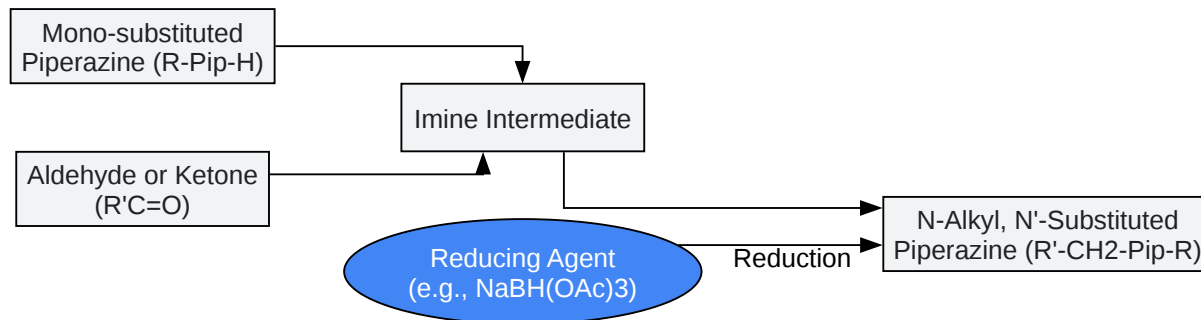 Mono-substituted
Piperazine (R-Pip-H)
Imine Intermediate
Aldehyde or Ketone
(R'C=O)
N-Alkyl, N'-Substituted
Piperazine (R'-CH2-Pip-R)
Reducing Agent
(e.g., NaBH(OAc)3)
Reduction